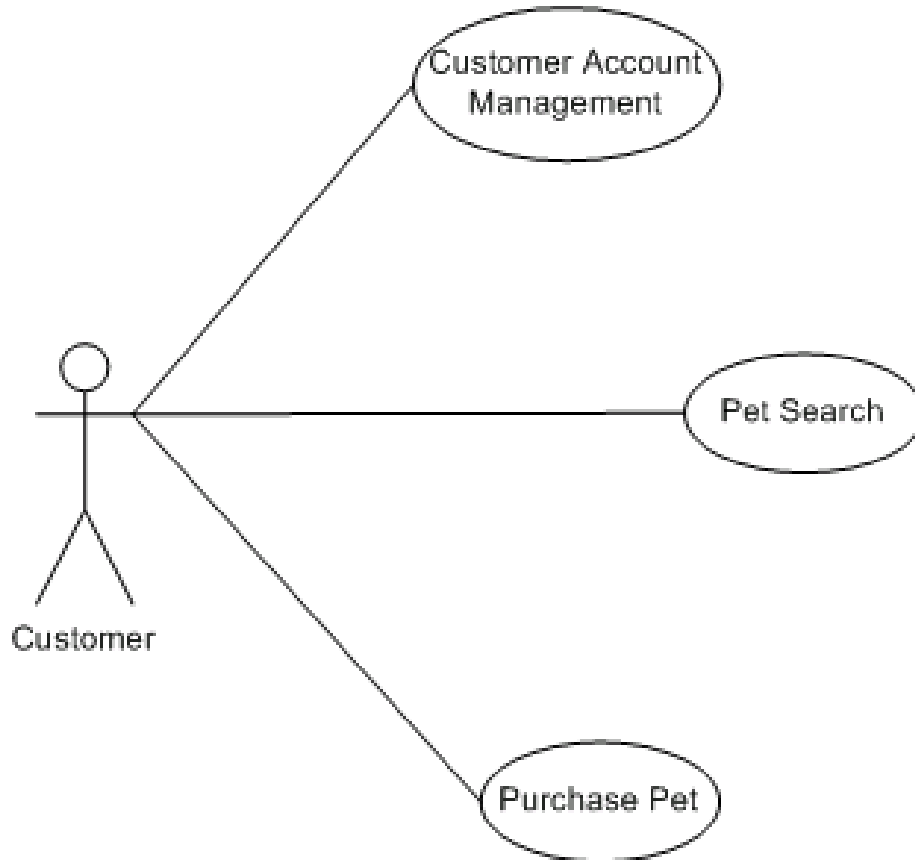 Customer Account
Management
Pet Search
Customer
Purchase Pet